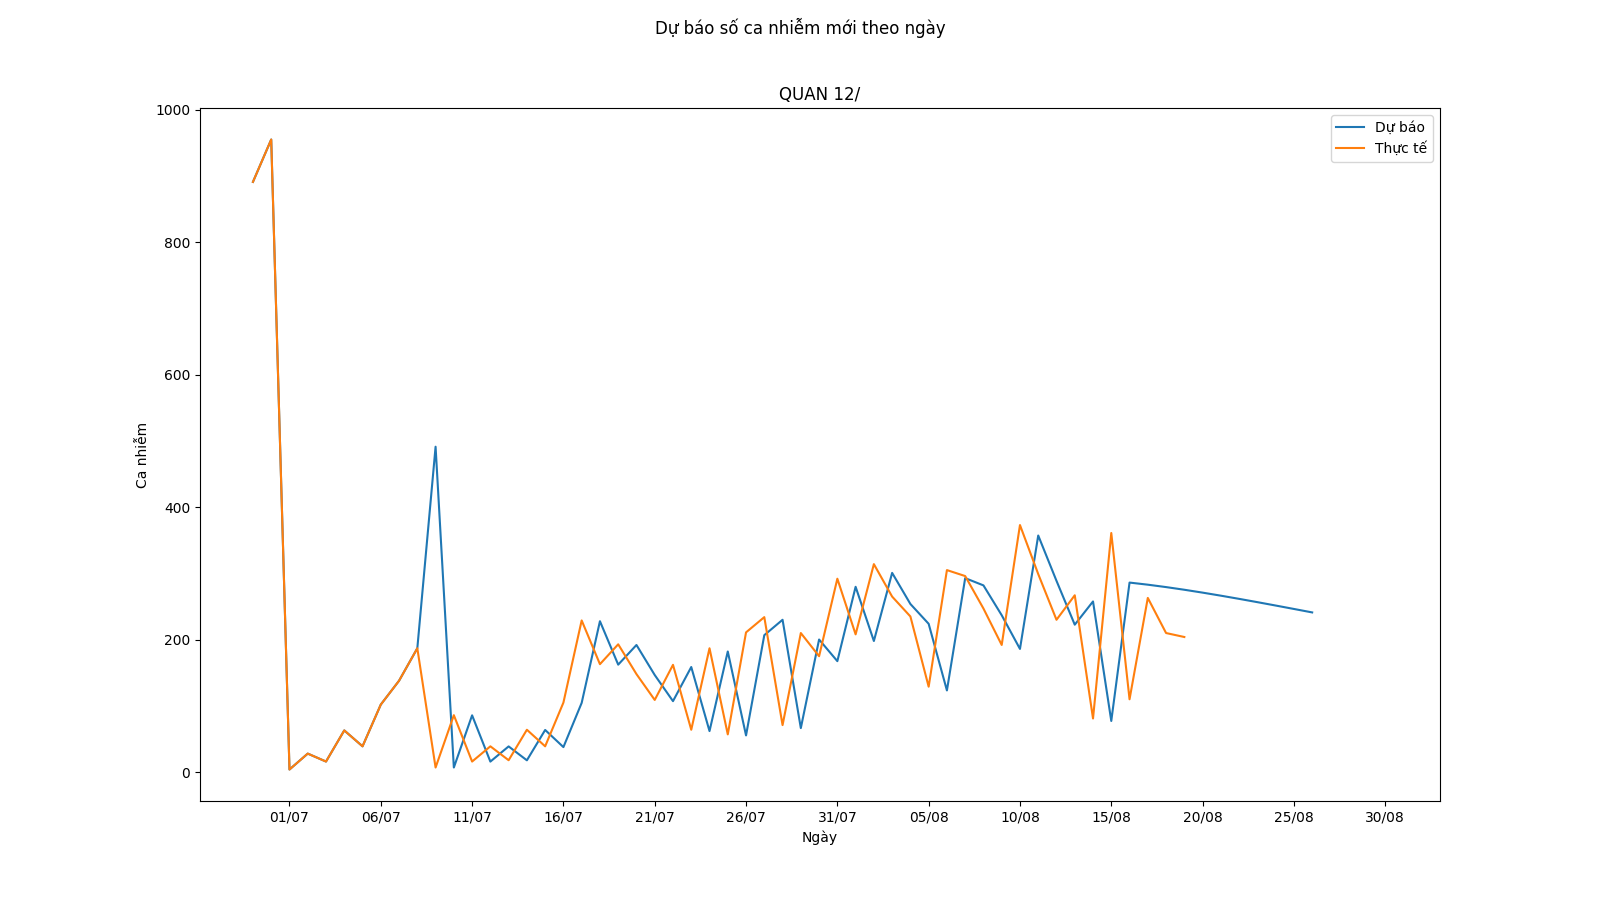 Dự báo số ca nhiễm mới theo ngày
QUAN 12/
1000
800
600
400
200
0
Ca nhiễm
Dự báo
Thực tế
01/07 06/07 11/07 16/07 21/07 26/07 31/07 05/08 10/08 15/08 20/08 25/08 30/08
Ngày